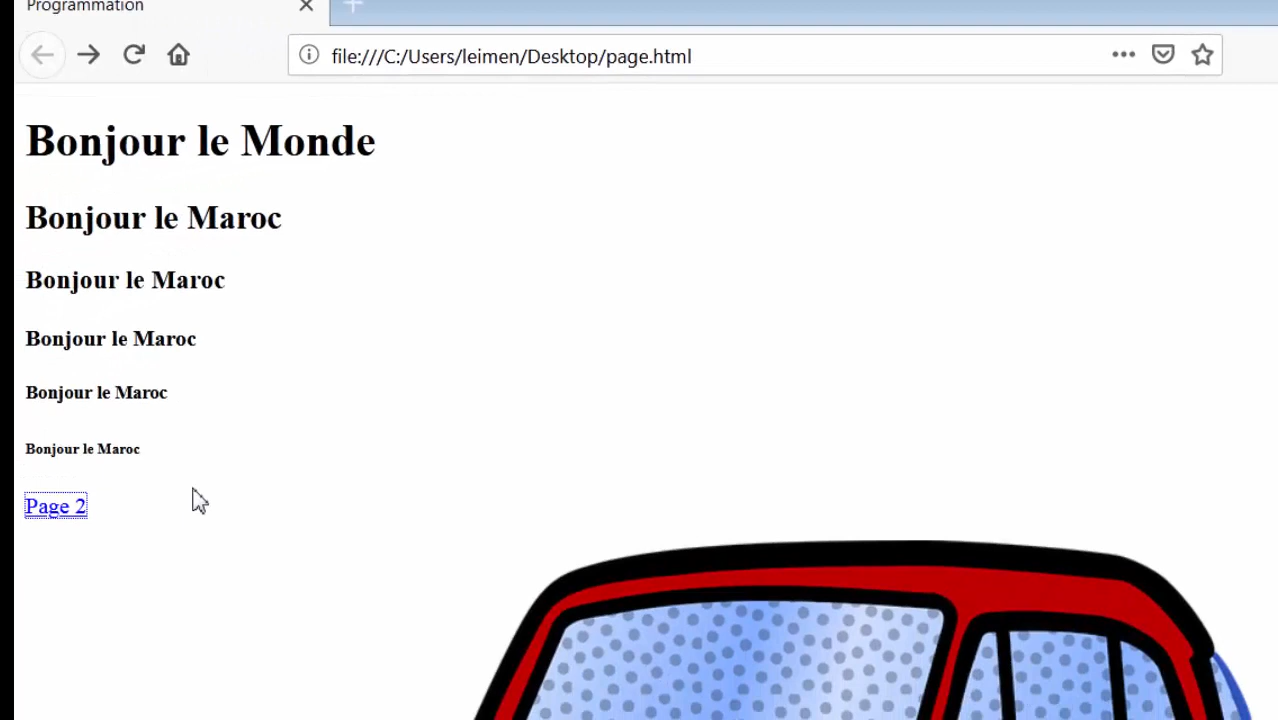 Programmation
file:///C:/Users/leimen/Desktop/page.html
Bonjour le Monde
Bonjour le Maroc
Bonjour le Maroc
Bonjour le Maroc
Bonjour le Maroc
Bonjour le Maroc
Page 2